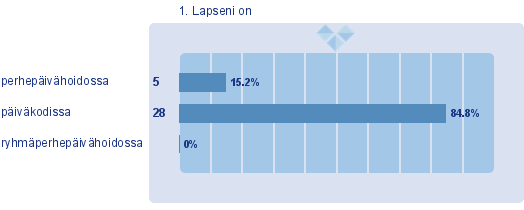 1. Lapseni on
perhepäivähoidossa 5 15.2%
päiväkodissa 28 84.8%
ryhmäperhepäivähoidossa 0%